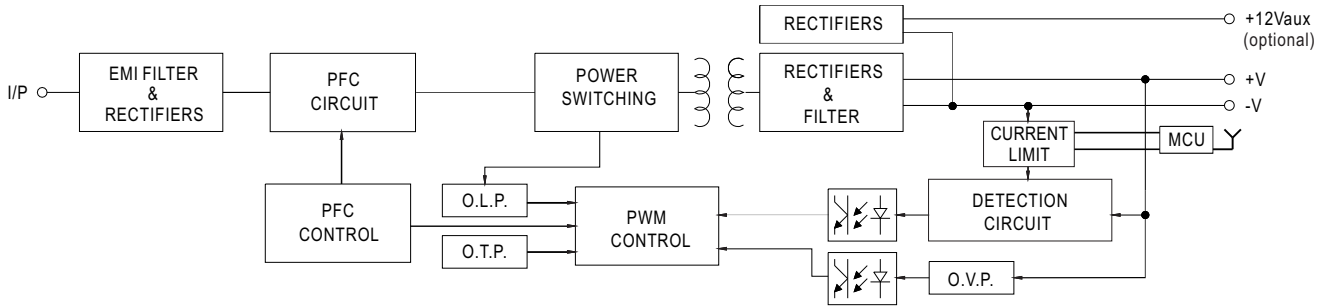 RECTIFIERS
+12Vaux
(optional)
I/P
EMI FILTER
&
RECTIFIERS
PFC
CIRCUIT
POWER
SWITCHING
RECTIFIERS
&
FILTER
+V
-V
CURRENT
LIMIT
MCU
PFC
CONTROL
O.L.P.
O.T.P.
PWM
CONTROL
DETECTION
CIRCUIT
O.V.P.